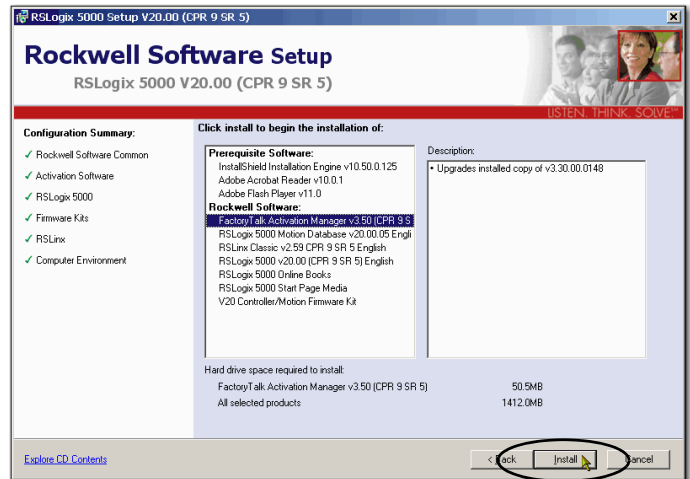 RSLogix 5000 Setup V20.00 (CPR 9 SR 5)
Rockwell Software Setup
RSLogix 5000 V20.00 (CPR 9 SR 5)
LISTEN. THINK. SOLVE.℠
Configuration Summary:
✓ Rockwell Software Common
✓ Activation Software
✓ RSLogix 5000
✓ Firmware Kits
✓ RSLinx
✓ Computer Environment
Click install to begin the installation of:
Prerequisite Software:
InstallShield Installation Engine v10.50.0.125
Adobe Acrobat Reader v10.0.1
Adobe Flash Player v11.0
Rockwell Software:
FactoryTalk Activation Manager v3.50 (CPR 9 S
RSLogix 5000 Motion Database v20.00.05 Engli
RSLinx Classic v2.59 CPR 9 SR 5 English
RSLogix 5000 v20.00 (CPR 9 SR 5) English
RSLogix 5000 Online Books
RSLogix 5000 Start Page Media
V20 Controller/Motion Firmware Kit
Description:
• Upgrades installed copy of v3.30.00.0148
Hard drive space required to install:
FactoryTalk Activation Manager v3.50 (CPR 9 SR 5) 50.5MB
All selected products 1412.0MB
Explore CD Contents
< Back Install Cancel